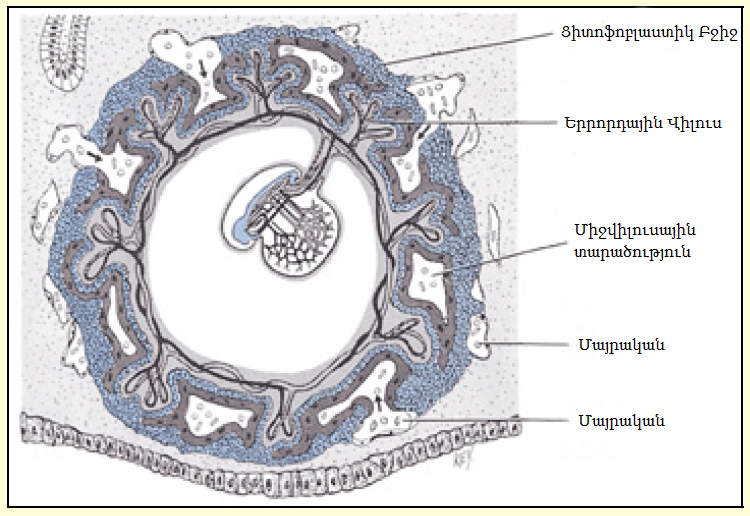 Ցիտոֆոբլաստիկ Բջիջ
Երրորդային Վիլուս
Միջվիլուսային
տարածություն
Մայրական
Մայրական